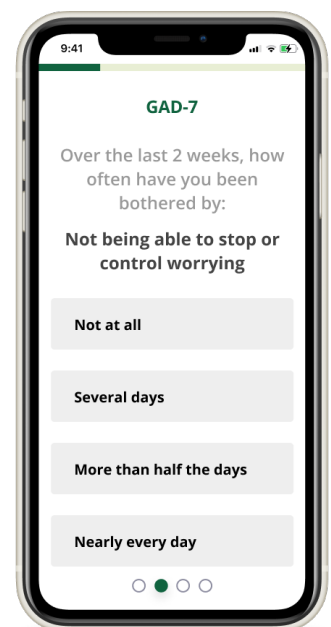 9:41
GAD-7
Over the last 2 weeks, how
often have you been
bothered by:
Not being able to stop or
control worrying
Not at all
Several days
More than half the days
Nearly every day